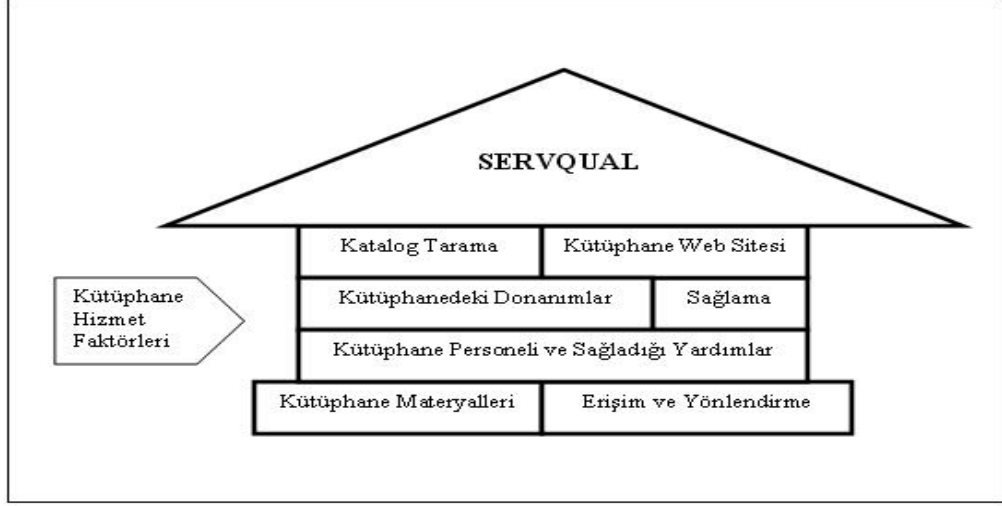 SERVQUAL
Katalog Tarama
Kütüphane Web Sitesi
Kütüphane
Hizmet
Faktörleri
Kütüphanedeki Donanımlar
Sağlama
Kütüphane Personeli ve Sağladığı Yardımlar
Kütüphane Materyalleri
Erişim ve Yönlendirme